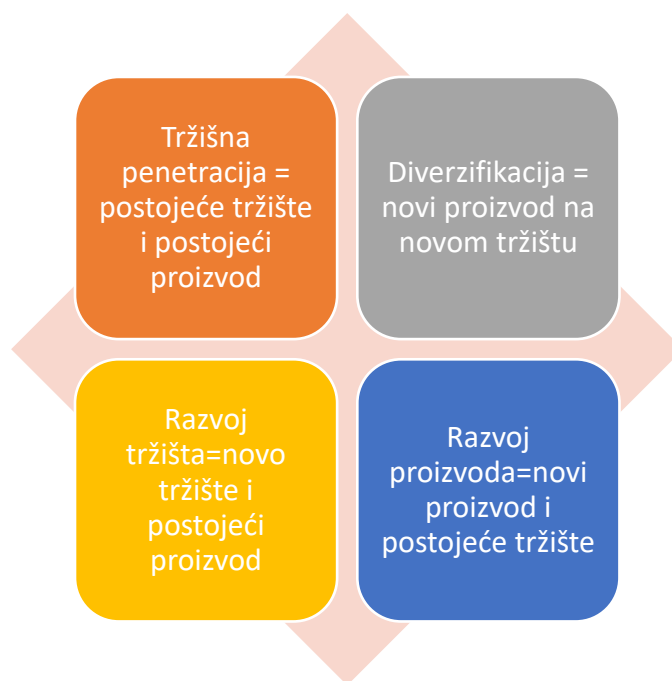 Tržišna
penetracija =
postojeće tržište
i postojeći
proizvod
Diverzifikacija =
novi proizvod na
novom tržištu
Razvoj
tržišta=novo
tržište i
postojeći
proizvod
Razvoj
proizvoda=novi
proizvod i
postojeće tržište